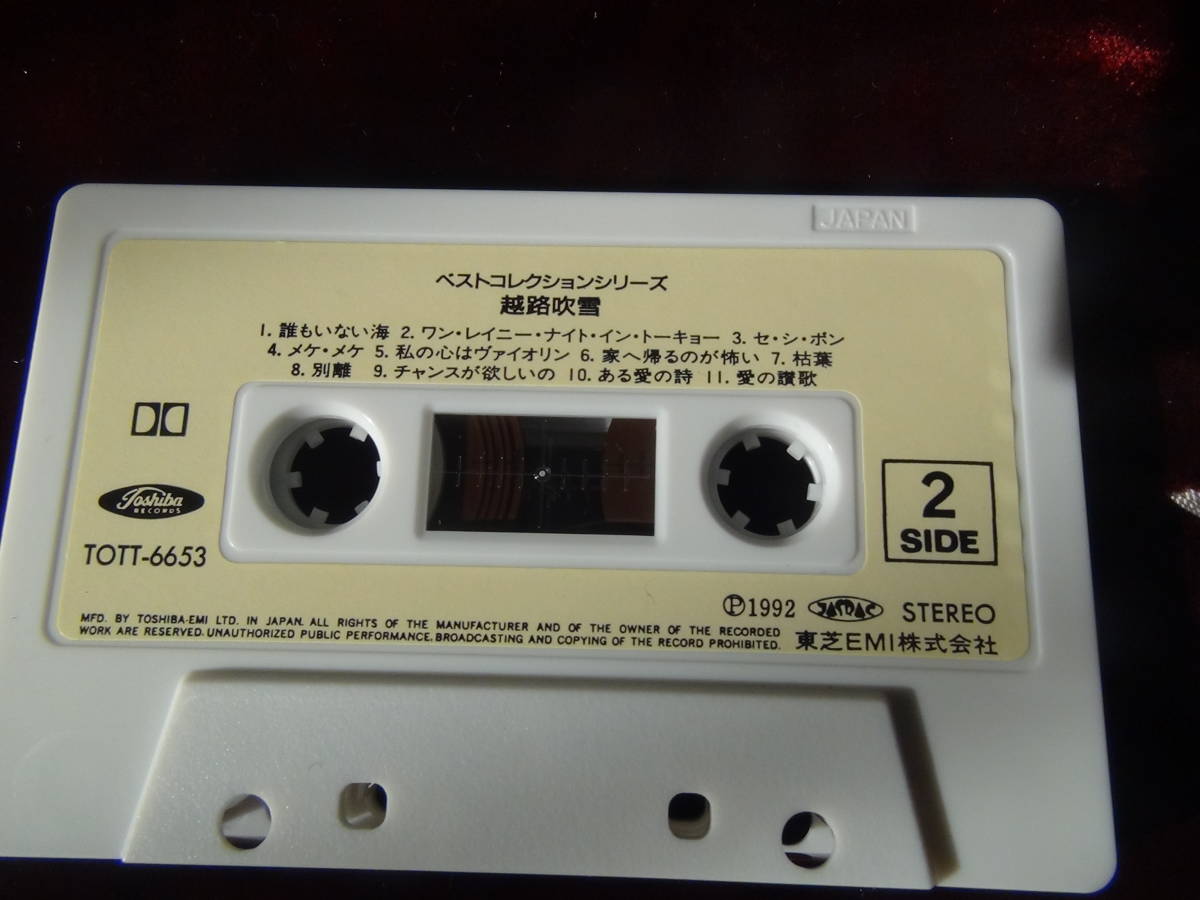 JAPAN
ベストコレクションシリーズ
越路吹雪
1. 誰もいない海 2. ワン・レイニー・ナイト・イン・トーキョー 3. セ・シ・ボン
4. メケ・メケ 5. 私の心はヴァイオリン 6. 家へ帰るのが怖い 7. 枯葉
8. 別離 9. チャンスが欲しいの 10. ある愛の詩 11. 愛の讃歌
Toshiba
RECORDS
TOTT-6653
2
SIDE
Ⓟ1992 JASRAC STEREO
MFD. BY TOSHIBA-EMI LTD. IN JAPAN. ALL RIGHTS OF THE MANUFACTURER AND OF THE OWNER OF THE RECORDED
WORK ARE RESERVED. UNAUTHORIZED PUBLIC PERFORMANCE. BROADCASTING AND COPYING OF THE RECORD PROHIBITED.
東芝EMI株式会社